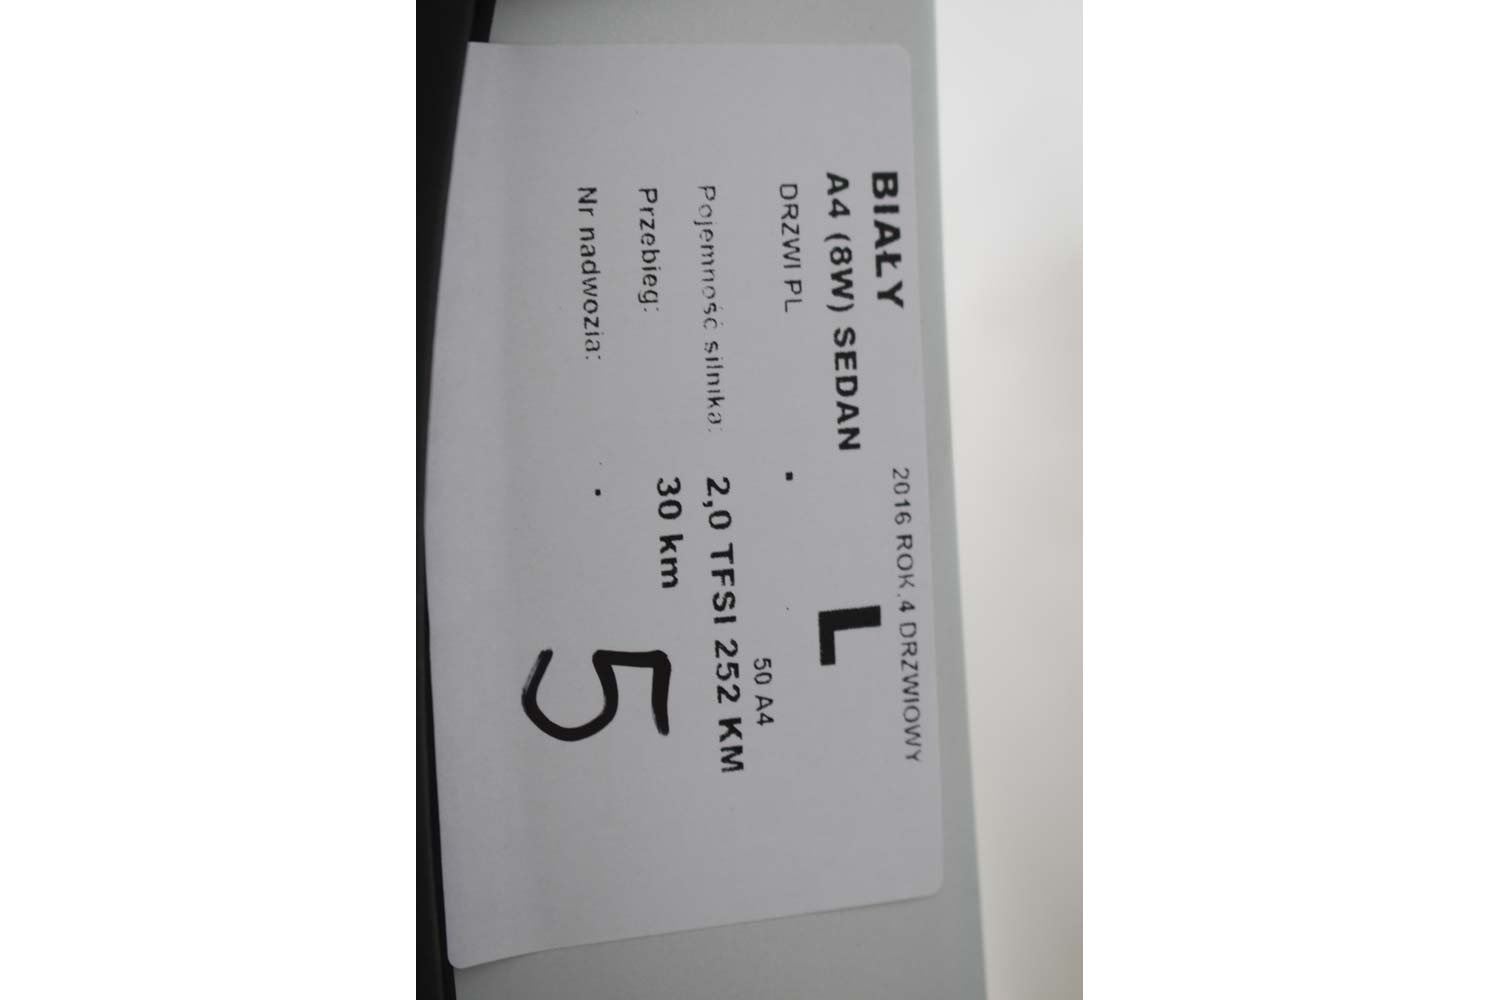 BIAŁY 2016 ROK.4 DRZWIOWY
A4 (8W) SEDAN L
DRZWI PL . 50 A4
Pojemność silnika: 2,0 TFSI 252 KM
Przebieg: 30 km
Nr nadwozia: .
5